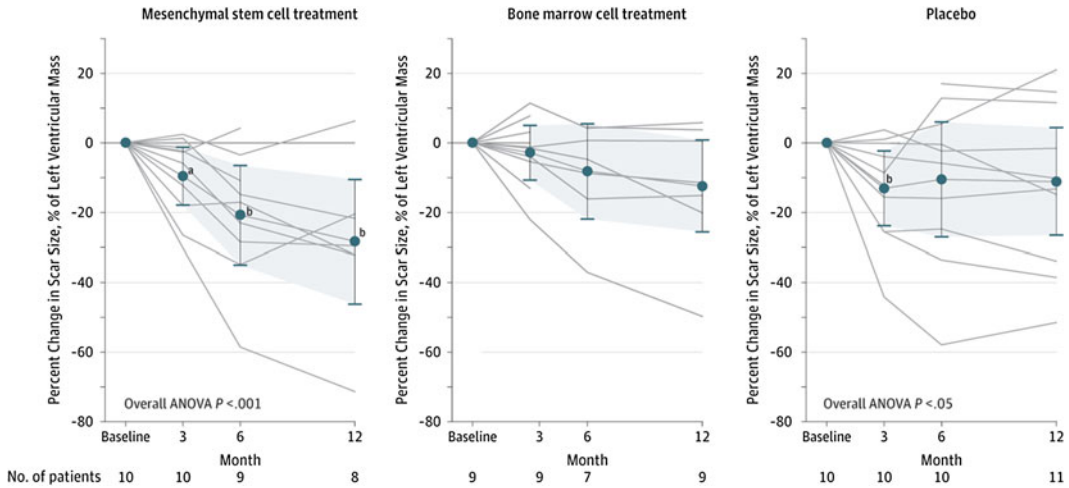 Mesenchymal stem cell treatment
Percent Change in Scar Size, % of Left Ventricular Mass
20
0
-20
-40
-60
-80
a
b
b
Overall ANOVA P <.001
Baseline 3 6 12
Month
No. of patients 10 10 9 8
Bone marrow cell treatment
Percent Change in Scar Size, % of Left Ventricular Mass
20
0
-20
-40
-60
-80
Baseline 3 6 12
Month
9 9 7 9
Placebo
Percent Change in Scar Size, % of Left Ventricular Mass
20
0
-20
-40
-60
-80
b
Overall ANOVA P <.05
Baseline 3 6 12
Month
10 10 10 11